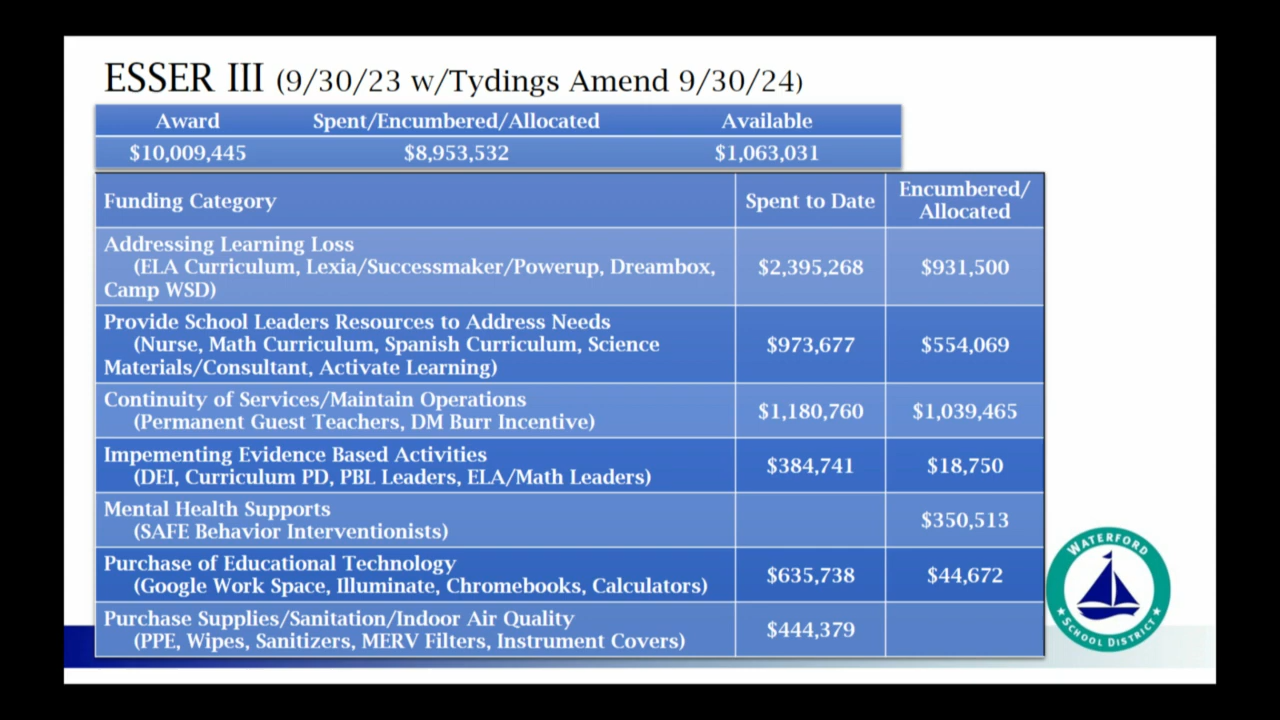 ESSER III (9/30/23 w/Tydings Amend 9/30/24)
Award Spent/Encumbered/Allocated Available
$10,009,445 $8,953,532 $1,063,031
Funding Category Spent to Date Encumbered/
Allocated
Addressing Learning Loss
(ELA Curriculum, Lexia/Successmaker/Powerup, Dreambox, $2,395,268 $931,500
Camp WSD)
Provide School Leaders Resources to Address Needs
(Nurse, Math Curriculum, Spanish Curriculum, Science $973,677 $554,069
Materials/Consultant, Activate Learning)
Continuity of Services/Maintain Operations
(Permanent Guest Teachers, DM Burr Incentive) $1,180,760 $1,039,465
Impementing Evidence Based Activities
(DEI, Curriculum PD, PBL Leaders, ELA/Math Leaders) $384,741 $18,750
Mental Health Supports
(SAFE Behavior Interventionists) $350,513
Purchase of Educational Technology
(Google Work Space, Illuminate, Chromebooks, Calculators) $635,738 $44,672
Purchase Supplies/Sanitation/Indoor Air Quality
(PPE, Wipes, Sanitizers, MERV Filters, Instrument Covers) $444,379
WATERFORD
SCHOOL DISTRICT